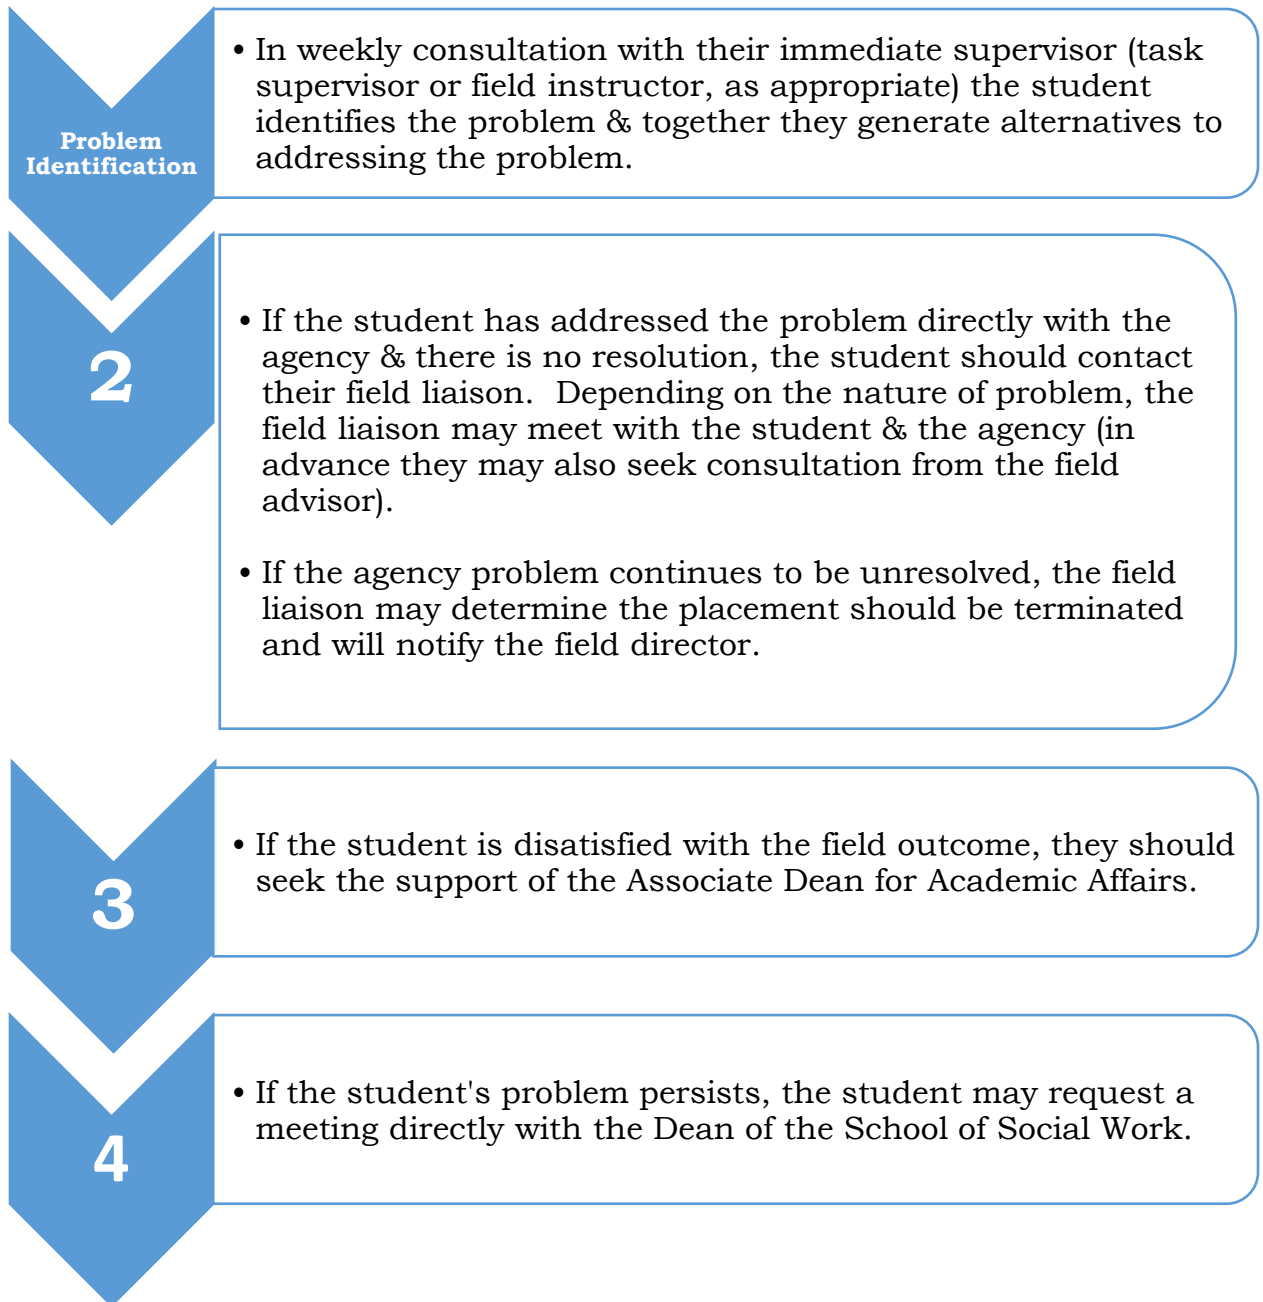 Problem
Identification
• In weekly consultation with their immediate supervisor (task
supervisor or field instructor, as appropriate) the student
identifies the problem & together they generate alternatives to
addressing the problem.
2
• If the student has addressed the problem directly with the
agency & there is no resolution, the student should contact
their field liaison.  Depending on the nature of problem, the
field liaison may meet with the student & the agency (in
advance they may also seek consultation from the field
advisor).
• If the agency problem continues to be unresolved, the field
liaison may determine the placement should be terminated
and will notify the field director.
3
• If the student is disatisfied with the field outcome, they should
seek the support of the Associate Dean for Academic Affairs.
4
• If the student's problem persists, the student may request a
meeting directly with the Dean of the School of Social Work.